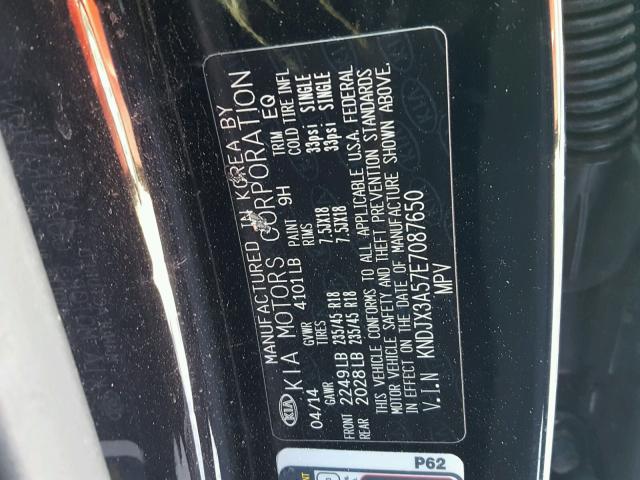 MANUFACTURED IN KOREA BY
KIA KIA MOTORS CORPORATION
04/14 GVWR 4101LB PAINT 9H TRIM EQ
GAWR TIRES RIMS COLD TIRE INFL
FRONT 2249LB 235/45 R18 7.5JX18 33psi SINGLE
REAR 2028LB 235/45 R18 7.5JX18 33psi SINGLE
THIS VEHICLE CONFORMS TO ALL APPLICABLE U.S.A. FEDERAL
MOTOR VEHICLE SAFETY AND THEFT PREVENTION STANDARDS
IN EFFECT ON THE DATE OF MANUFACTURE SHOWN ABOVE.
V.I.N KNDJX3A57E7087650
MPV
P62